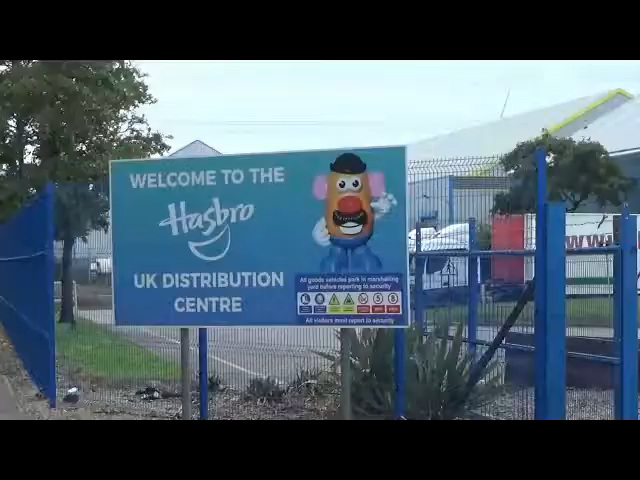 WELCOME TO THE
Hasbro
UK DISTRIBUTION
CENTRE
All goods vehicles park in marshalling
yard before reporting to security
All visitors must report to security